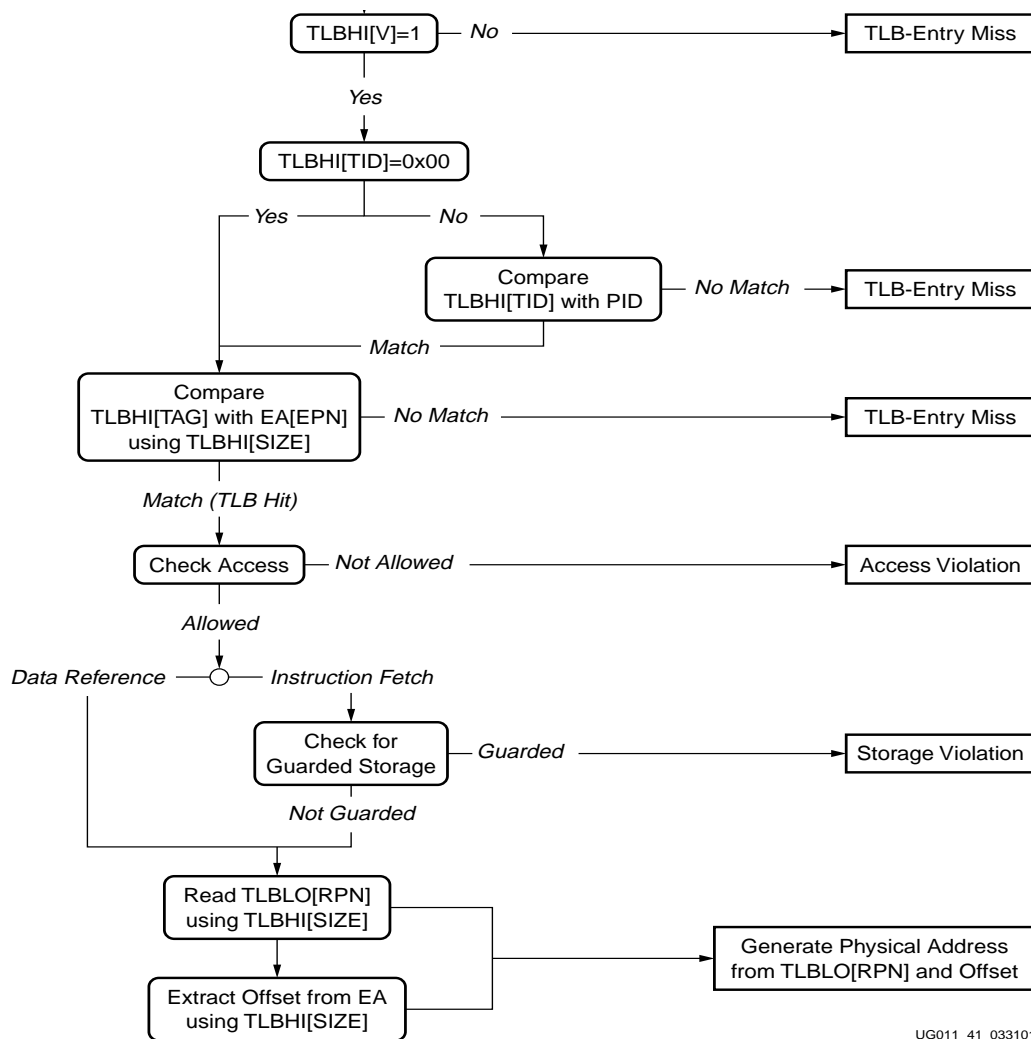 TLBHI[V]=1
No
TLB-Entry Miss
Yes
TLBHI[TID]=0x00
Yes
No
Compare
TLBHI[TID] with PID
No Match
TLB-Entry Miss
Match
Compare
TLBHI[TAG] with EA[EPN]
using TLBHI[SIZE]
No Match
TLB-Entry Miss
Match (TLB Hit)
Check Access
Not Allowed
Access Violation
Allowed
Data Reference
Instruction Fetch
Check for
Guarded Storage
Guarded
Storage Violation
Not Guarded
Read TLBLO[RPN]
using TLBHI[SIZE]
Generate Physical Address
from TLBLO[RPN] and Offset
Extract Offset from EA
using TLBHI[SIZE]
UG011_41_033101